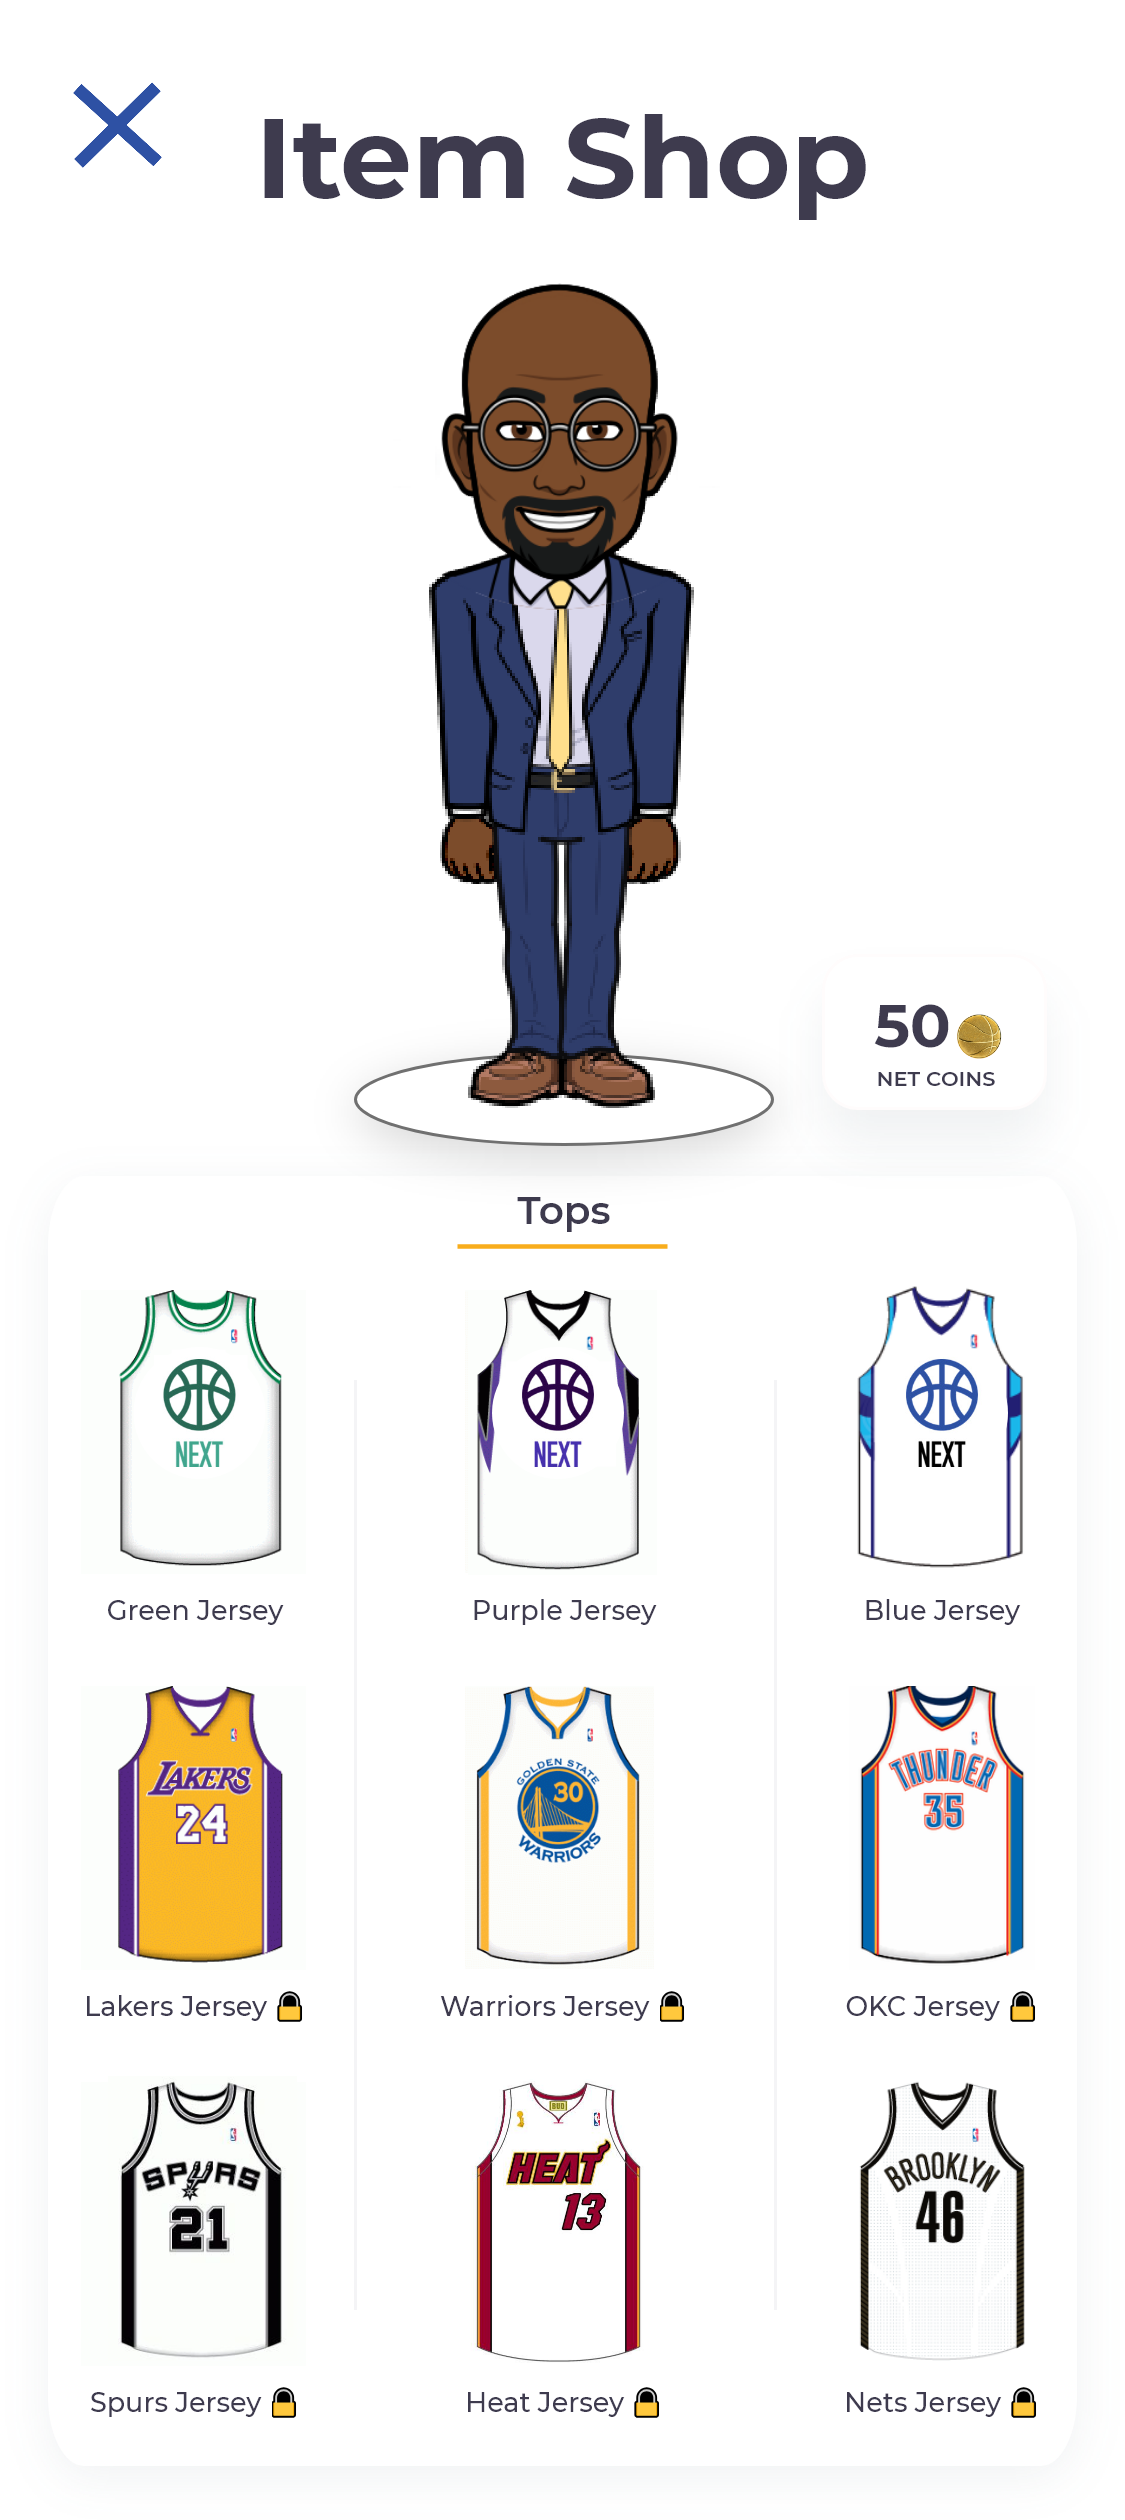 Item Shop
50
NET COINS
Tops
NEXT
NEXT
NEXT
Green Jersey
Purple Jersey
Blue Jersey
LAKERS
24
GOLDEN STATE
30
WARRIORS
THUNDER
35
Lakers Jersey
Warriors Jersey
OKC Jersey
SPURS
21
BUD
HEAT
13
BROOKLYN
46
Spurs Jersey
Heat Jersey
Nets Jersey